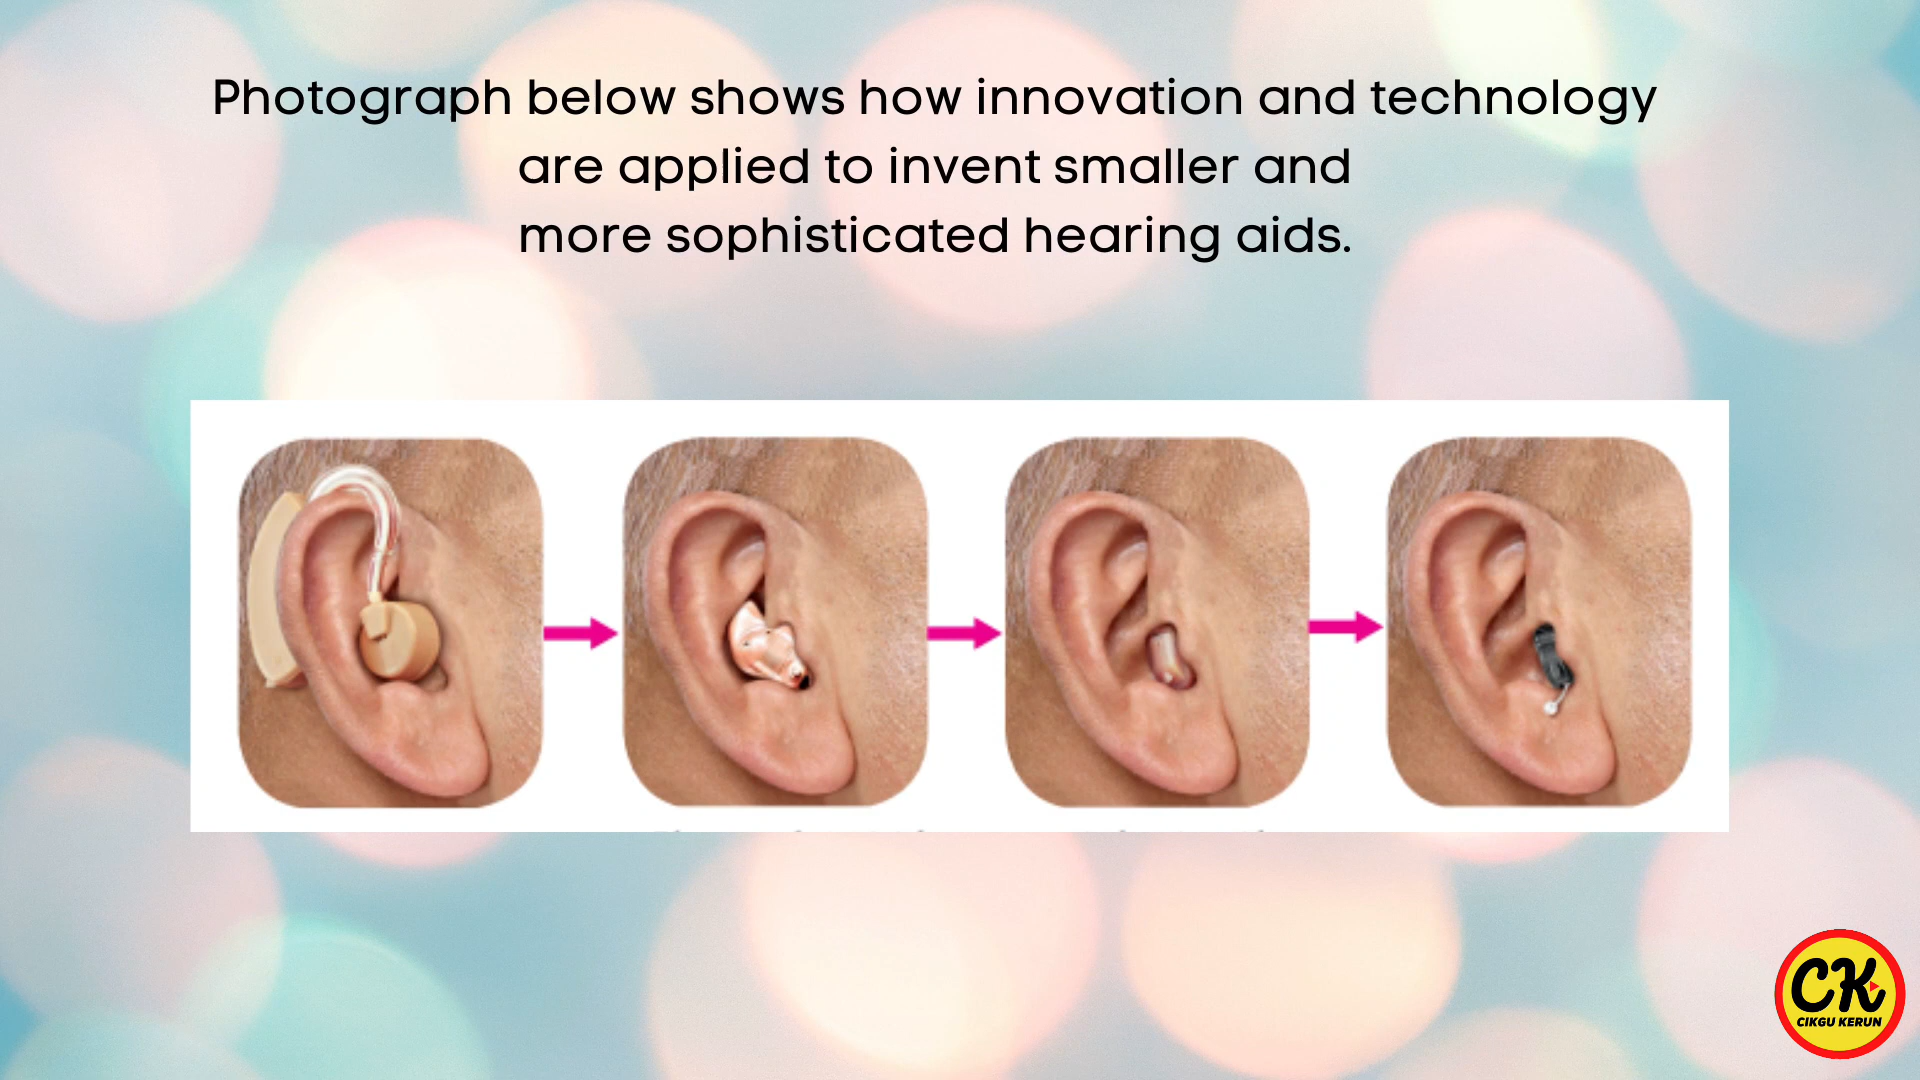 Photograph below shows how innovation and technology
are applied to invent smaller and
more sophisticated hearing aids.
CK
CIKGU KERUN